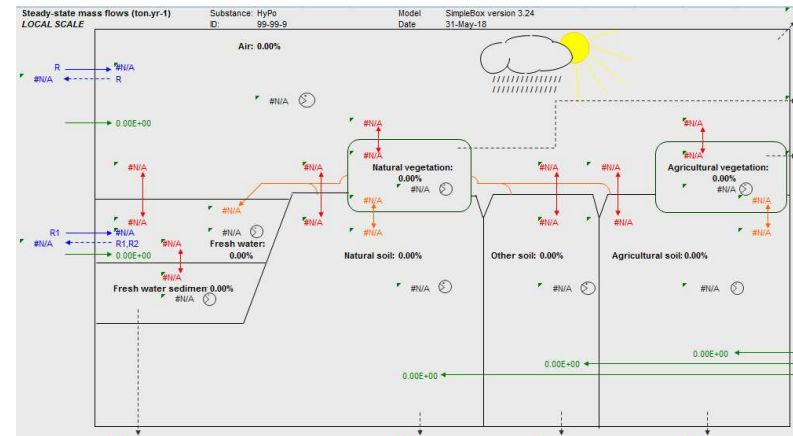 Steady-state mass flows (ton.yr-1) Substance: HyPo Model SimpleBox version 3.24
LOCAL SCALE ID: 99-99-9 Date 31-May-18
Air: 0.00%
R #N/A
#N/A R
#N/A
0.00E+00
#N/A #N/A
#N/A #N/A #N/A #N/A #N/A #N/A
Natural vegetation: Agricultural vegetation:
0.00% 0.00%
#N/A #N/A
#N/A #N/A #N/A
#N/A #N/A #N/A #N/A
R1 #N/A #N/A #N/A #N/A
#N/A R1,R2 #N/A Fresh water:
0.00E+00 0.00% Natural soil: 0.00% Other soil: 0.00% Agricultural soil: 0.00%
#N/A
Fresh water sedimen 0.00% #N/A #N/A #N/A
#N/A
0.00E+00
0.00E+00
0.00E+00